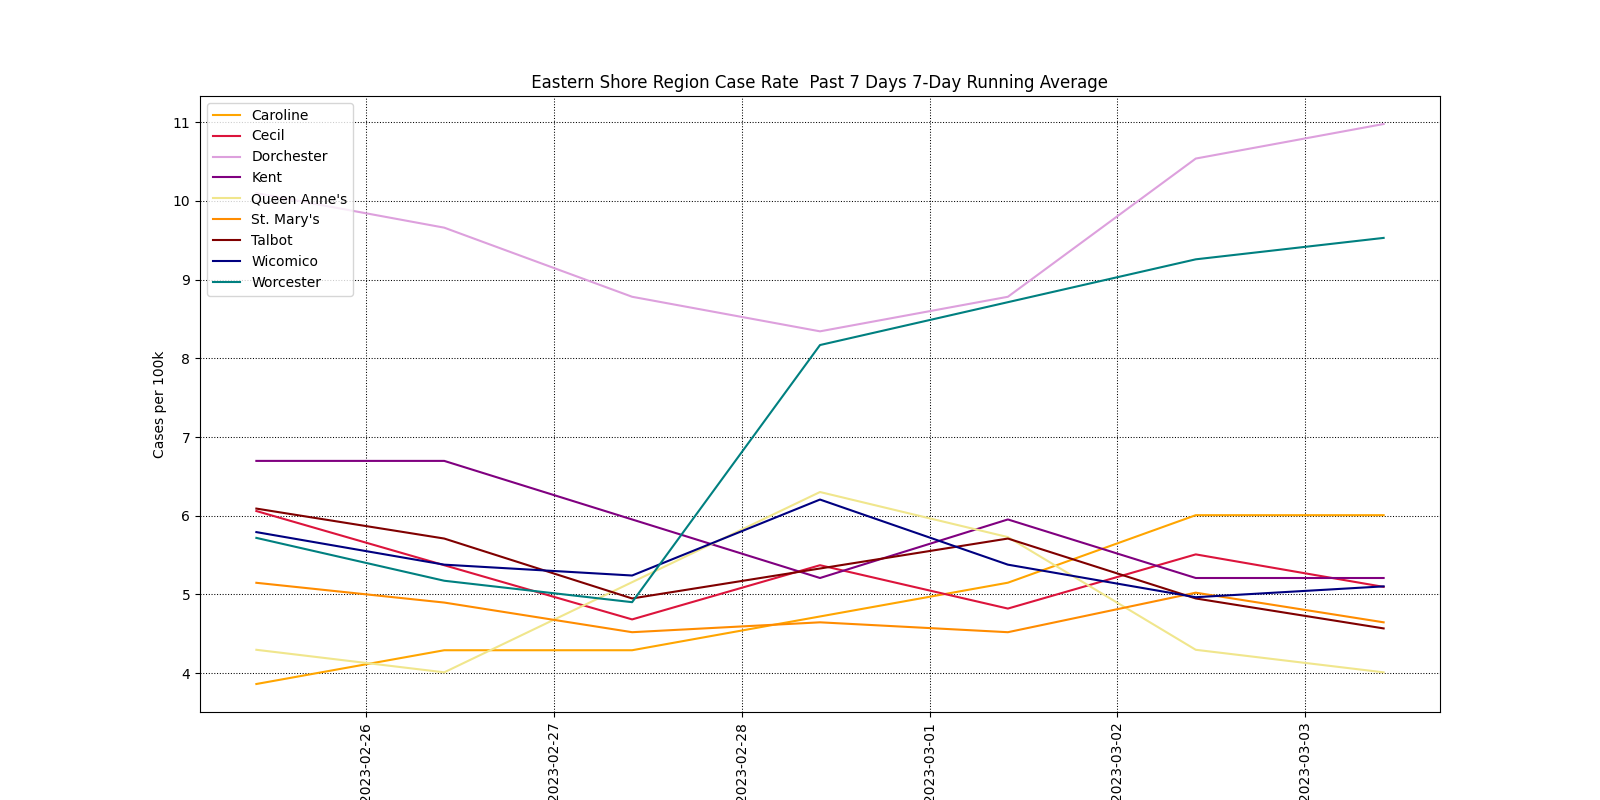 Eastern Shore Region Case Rate  Past 7 Days 7-Day Running Average
Caroline
Cecil
Dorchester
Kent
Queen Anne's
St. Mary's
Talbot
Wicomico
Worcester
Cases per 100k
11
10
9
8
7
6
5
4
2023-02-26
2023-02-27
2023-02-28
2023-03-01
2023-03-02
2023-03-03